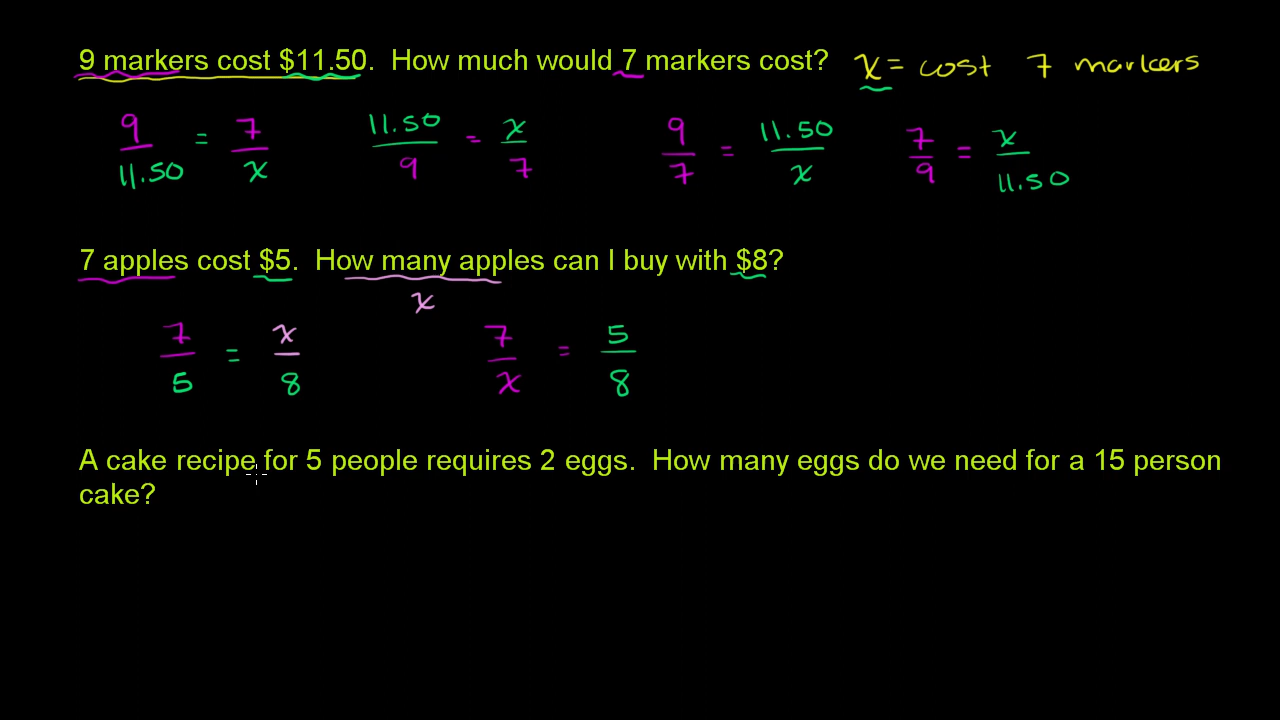 9 markers cost $11.50. How much would 7 markers cost? x = cost 7 markers
9/11.50 = 7/x 11.50/9 = x/7 9/7 = 11.50/x 7/9 = x/11.50
7 apples cost $5. How many apples can I buy with $8?
x
7/5 = x/8 7/x = 5/8
A cake recipe for 5 people requires 2 eggs. How many eggs do we need for a 15 person
cake?